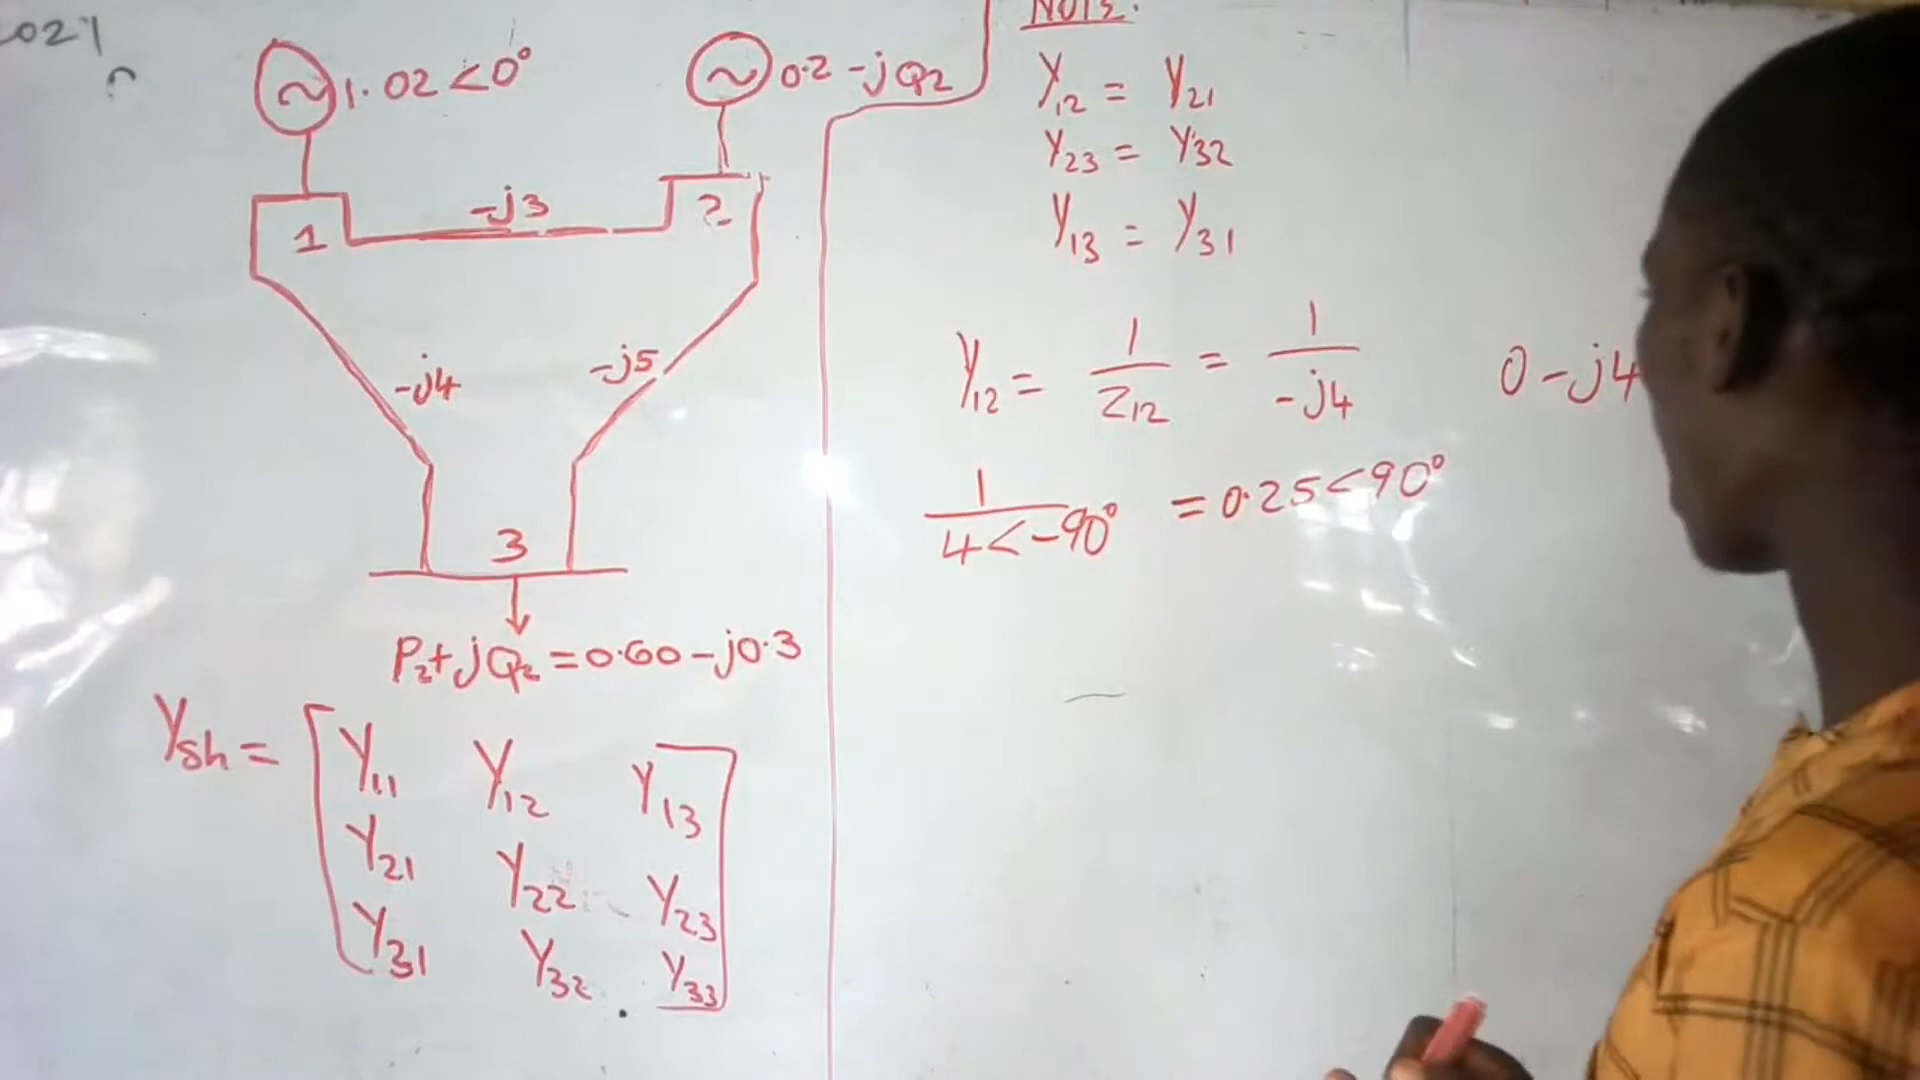 1.02<0°
0.2-jQ2
-j3
1
2
-j4
-j5
3
P2+jQ2=0.60-j0.3
Ysh =
Y11 Y12 Y13
Y21 Y22 Y23
Y31 Y32 Y33
NOTE:
Y12 = Y21
Y23 = Y32
Y13 = Y31
Y12 = 1/Z12 = 1/-j4
0-j4
1/4<-90° = 0.25<90°